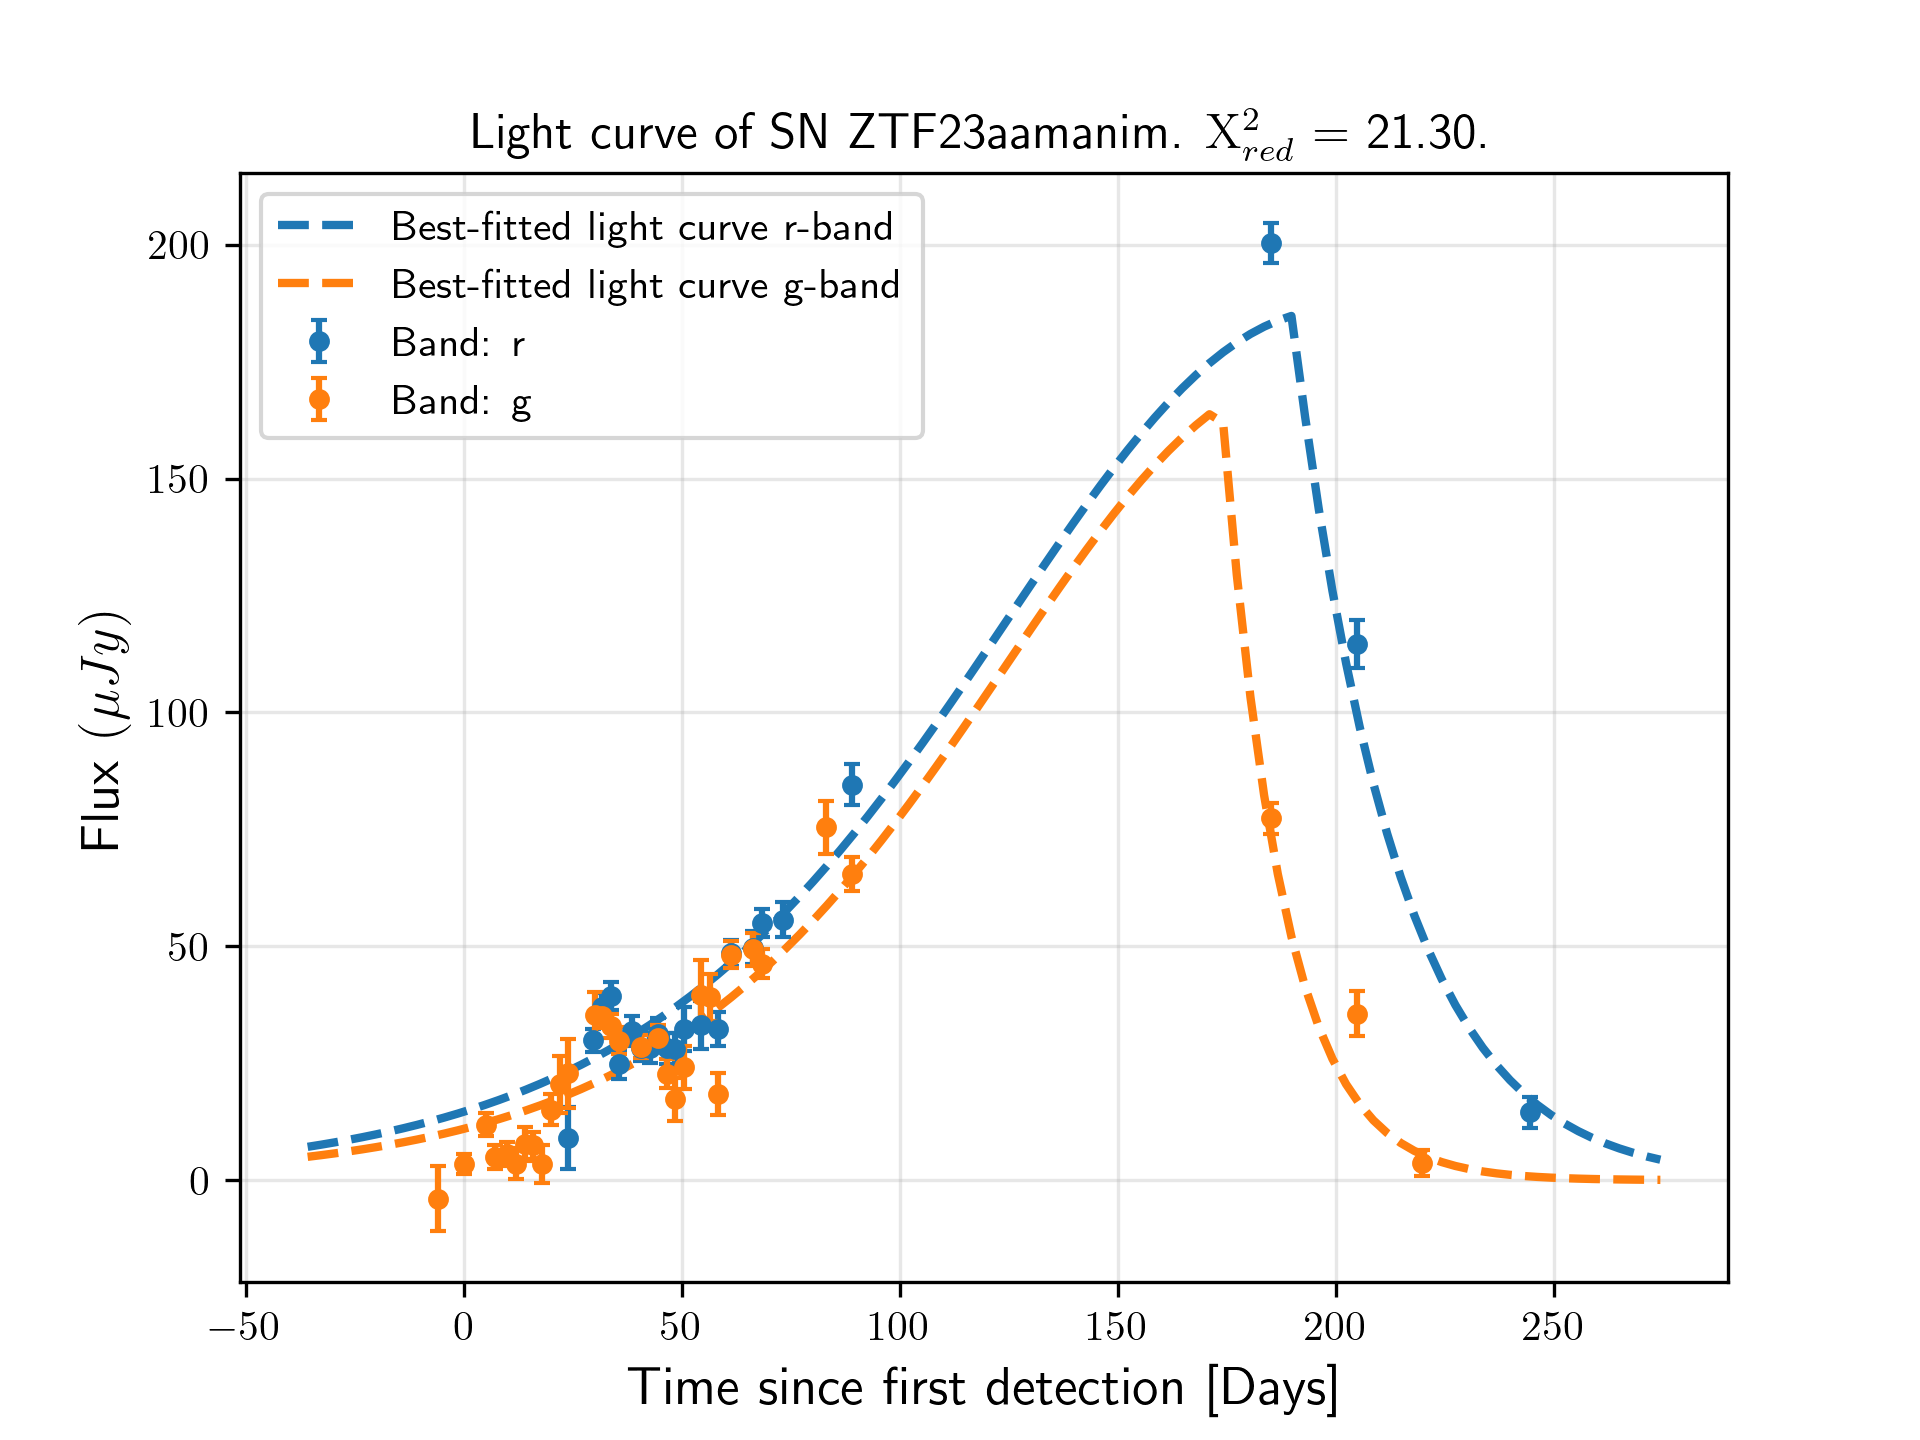 Light curve of SN ZTF23aamanim. X²_red = 21.30.
Best-fitted light curve r-band
Best-fitted light curve g-band
Band: r
Band: g
Flux (μJy)
200
150
100
50
0
−50 0 50 100 150 200 250
Time since first detection [Days]